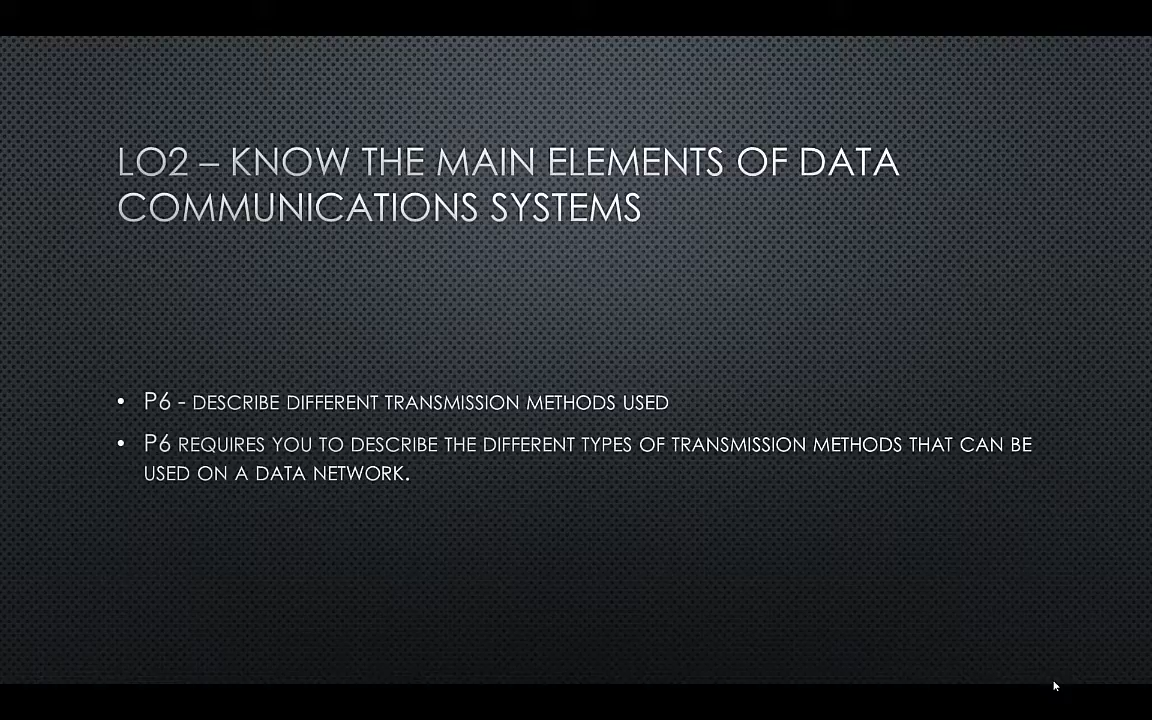 LO2 – KNOW THE MAIN ELEMENTS OF DATA
COMMUNICATIONS SYSTEMS
• P6 - DESCRIBE DIFFERENT TRANSMISSION METHODS USED
• P6 REQUIRES YOU TO DESCRIBE THE DIFFERENT TYPES OF TRANSMISSION METHODS THAT CAN BE
USED ON A DATA NETWORK.